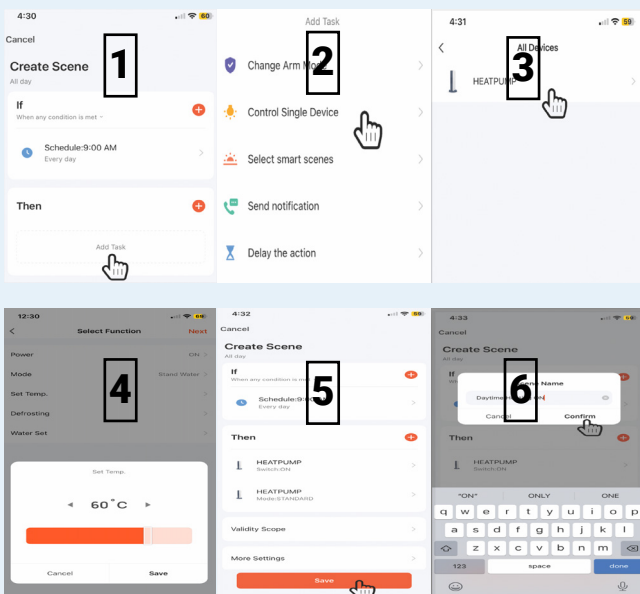 4:30
60
Cancel
Create Scene
All day
1
If
When any condition is met
Schedule:9:00 AM
Every day
Then
Add Task
Add Task
2
Change Arm Mode
Control Single Device
Select smart scenes
Send notification
Delay the action
4:31
59
All Devices
3
HEATPUMP
12:30
Select Function
Next
4
Power
ON
Mode
Stand Water
Set Temp.
Defrosting
Water Set
Set Temp.
60°C
Cancel
Save
4:32
Cancel
Create Scene
All day
5
If
When any condition is
Schedule:9:00
Every day
Then
HEATPUMP
Switch:ON
HEATPUMP
Mode:STANDARD
Validity Scope
More Settings
Save
4:33
Cancel
Create Scene
All day
6
If
Scene Name
Daytime ON
Cancel
Confirm
Then
HEATPUMP
Switch:ON
"ON"
ONLY
ONE
q w e r t y u i o p
a s d f g h j k l
z x c v b n m
123
space
done